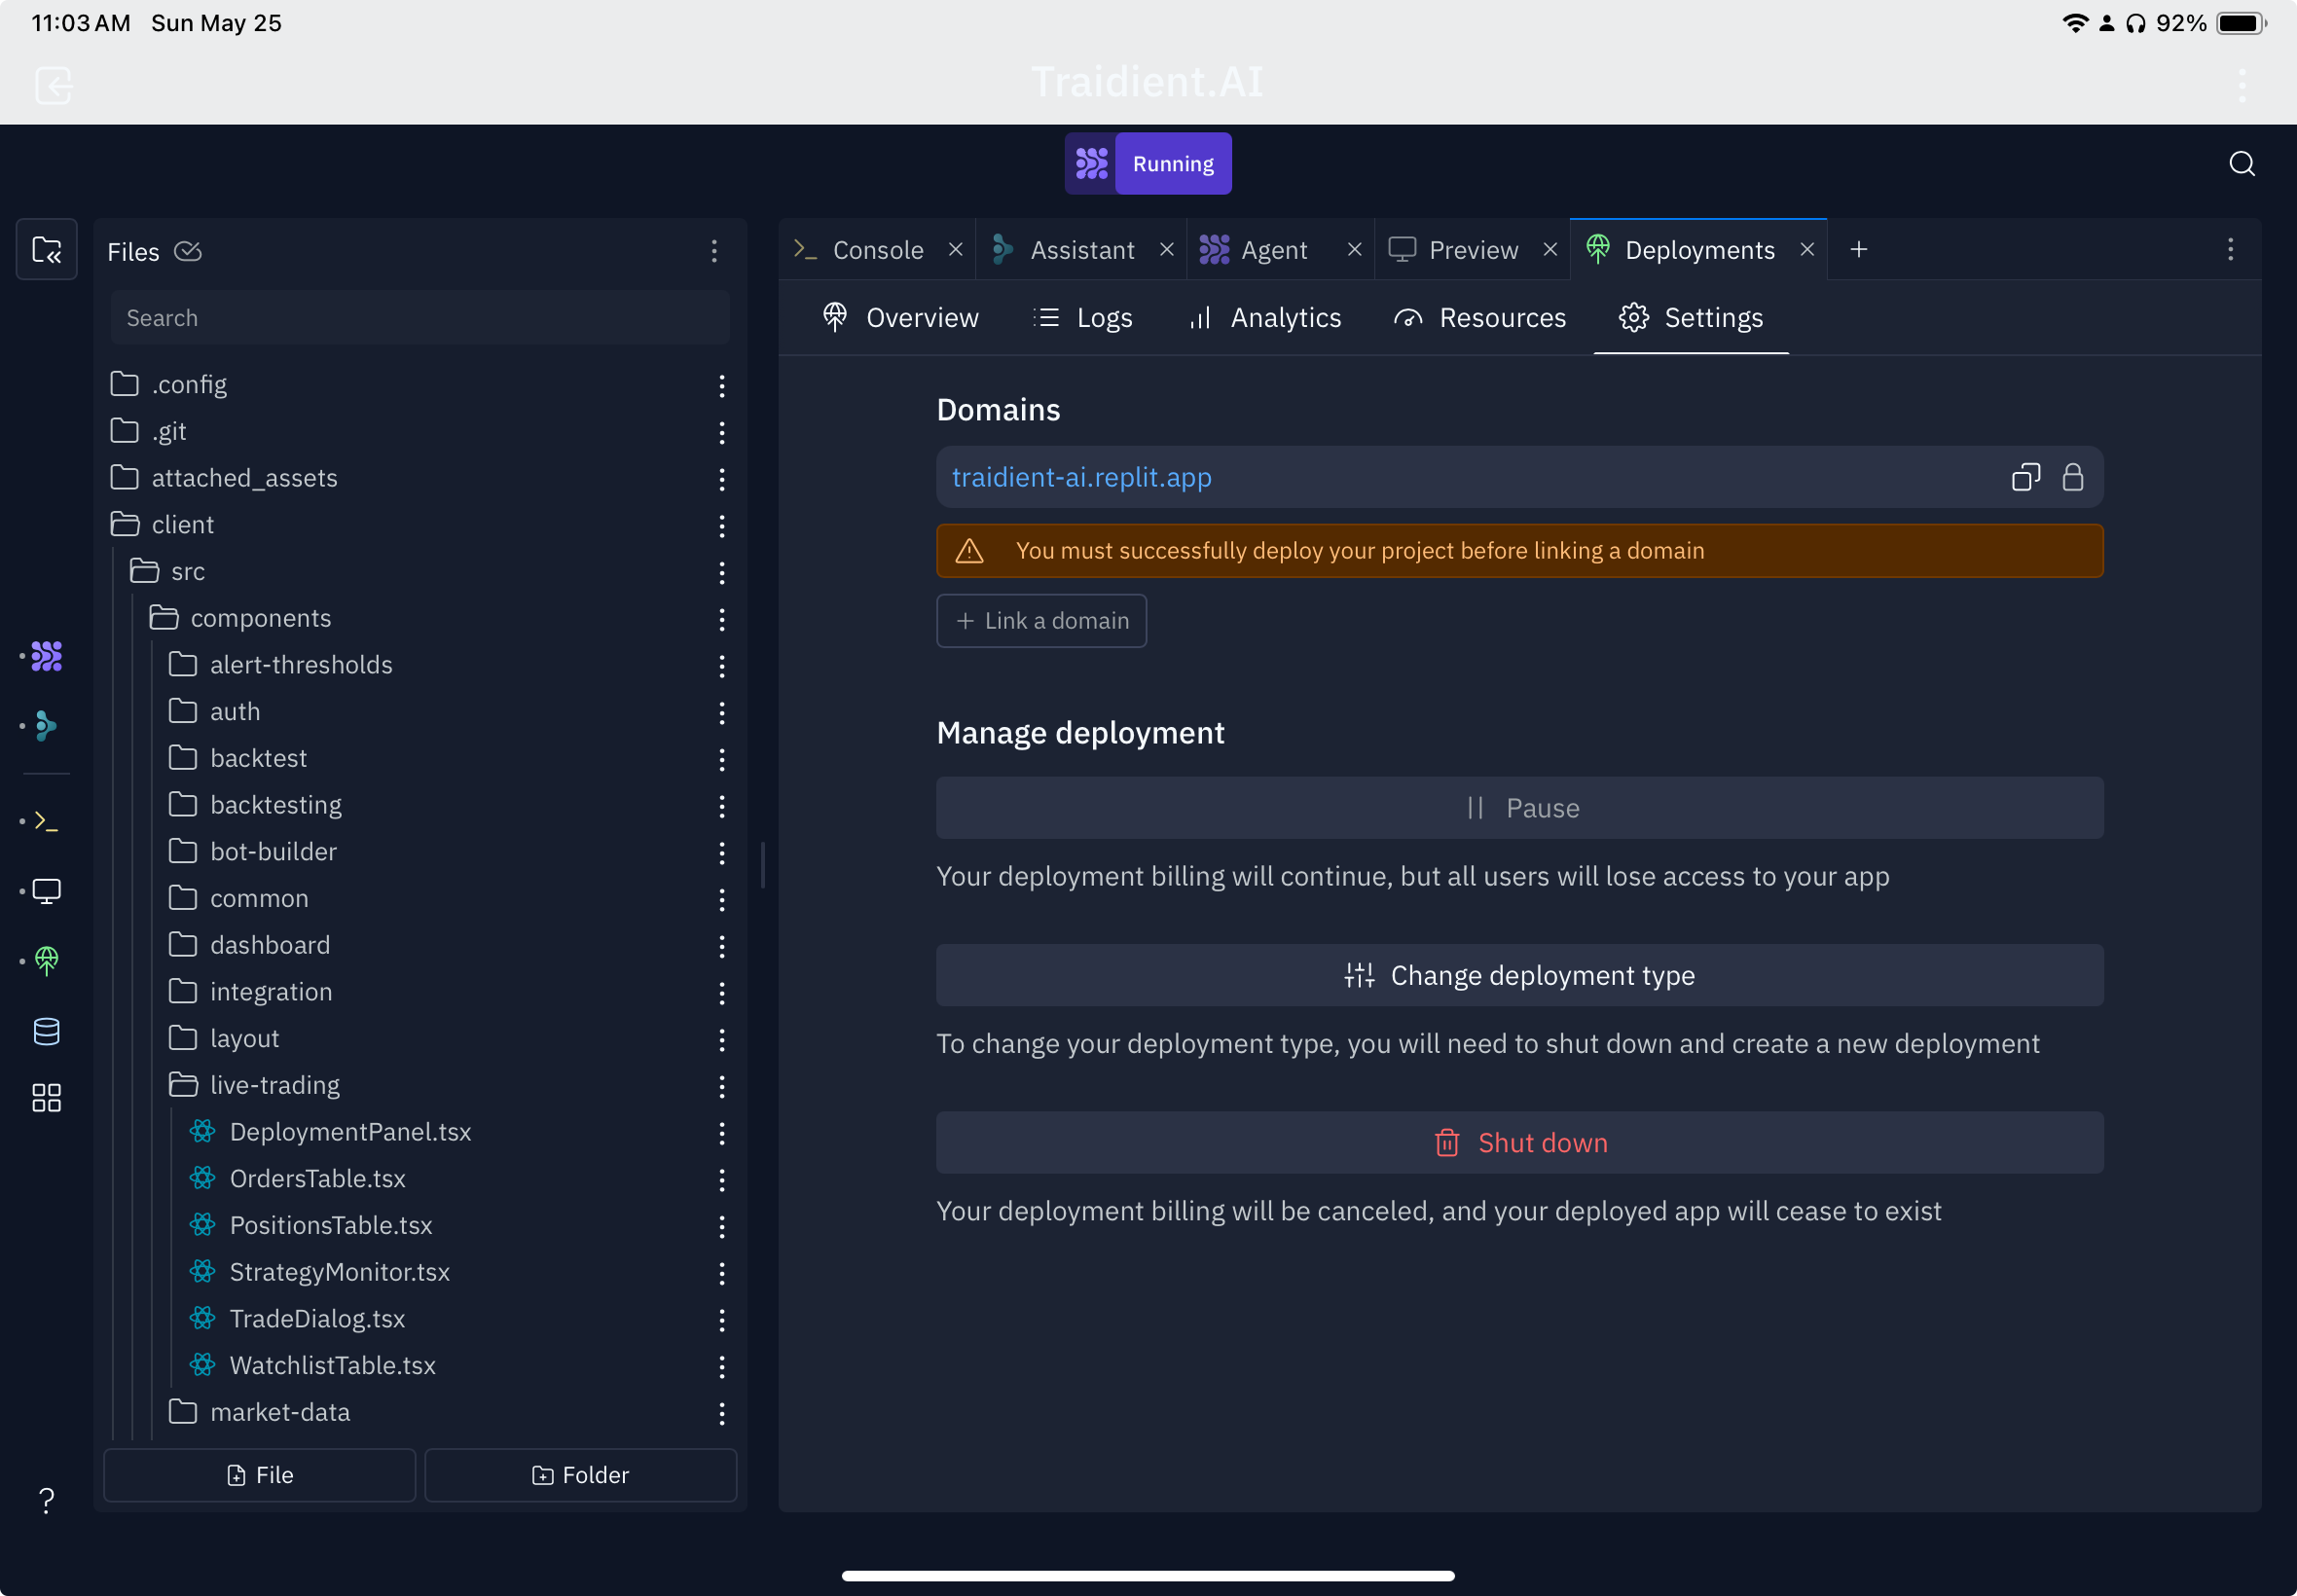 11:03 AM Sun May 25
92%
Traidient.AI
Running
Files
Search
.config
.git
attached_assets
client
src
components
alert-thresholds
auth
backtest
backtesting
bot-builder
common
dashboard
integration
layout
live-trading
DeploymentPanel.tsx
OrdersTable.tsx
PositionsTable.tsx
StrategyMonitor.tsx
TradeDialog.tsx
WatchlistTable.tsx
market-data
File
Folder
?
Console
Assistant
Agent
Preview
Deployments
Overview
Logs
Analytics
Resources
Settings
Domains
traidient-ai.replit.app
You must successfully deploy your project before linking a domain
+ Link a domain
Manage deployment
Pause
Your deployment billing will continue, but all users will lose access to your app
Change deployment type
To change your deployment type, you will need to shut down and create a new deployment
Shut down
Your deployment billing will be canceled, and your deployed app will cease to exist